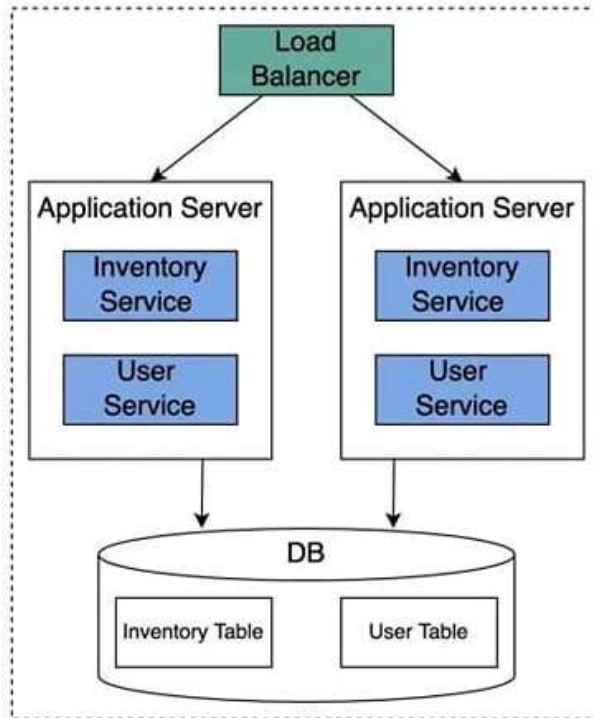 Load
Balancer
Application Server
Inventory
Service
User
Service
Application Server
Inventory
Service
User
Service
DB
Inventory Table
User Table